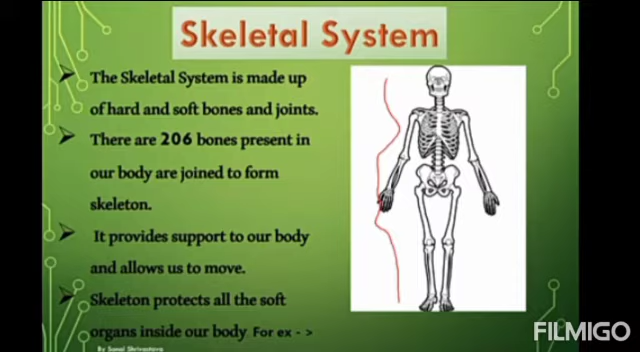 Skeletal System
The Skeletal System is made up
of hard and soft bones and joints.
There are 206 bones present in
our body are joined to form
skeleton.
It provides support to our body
and allows us to move.
Skeleton protects all the soft
organs inside our body. For ex - >
By Sonal Shrivastava
FILMIGO